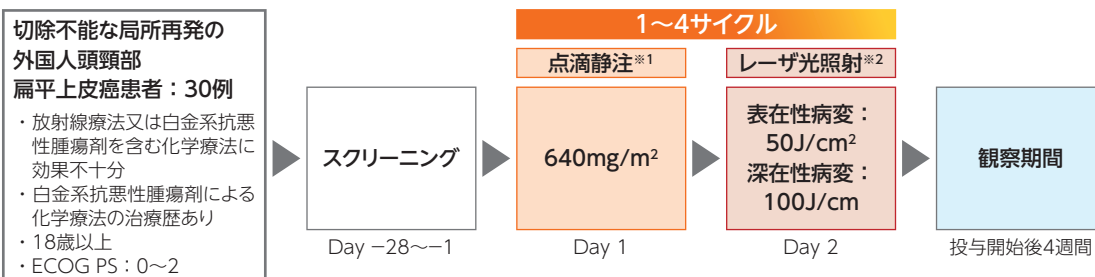 切除不能な局所再発の
外国人頭頸部
扁平上皮癌患者：30例
・放射線療法又は白金系抗悪
性腫瘍剤を含む化学療法に
効果不十分
・白金系抗悪性腫瘍剤による
化学療法の治療歴あり
・18歳以上
・ECOG PS：0〜2
スクリーニング
Day −28〜−1
1〜4サイクル
点滴静注※1
640mg/m²
Day 1
レーザ光照射※2
表在性病変：
50J/cm²
深在性病変：
100J/cm
Day 2
観察期間
投与開始後4週間